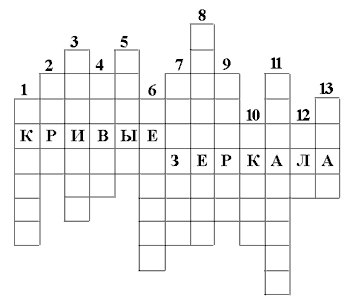 8
3 5
2 4 7 9 11
1 6 13
10 12
К Р И В Ы Е
З Е Р К А Л А